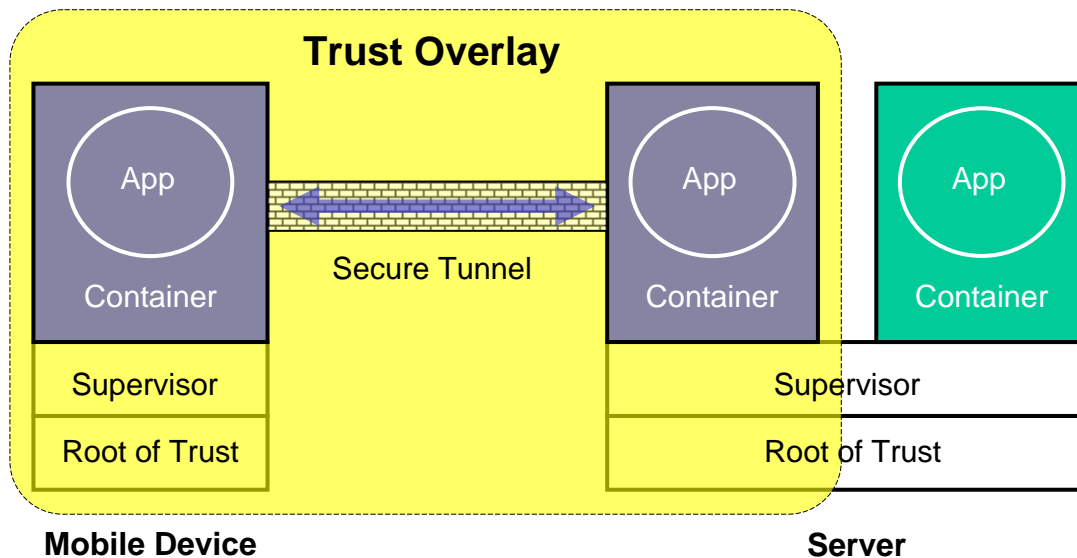 Trust Overlay
App
App
App
Secure Tunnel
Container
Container
Container
Supervisor
Supervisor
Root of Trust
Root of Trust
Mobile Device
Server